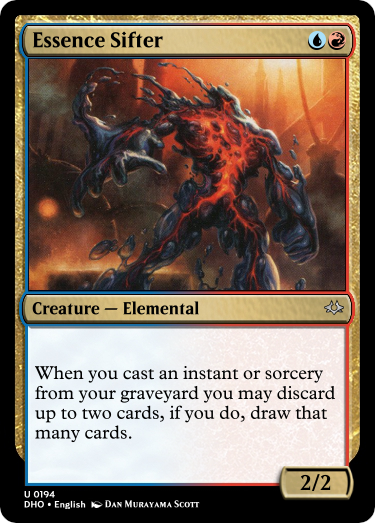 Essence Sifter
Creature — Elemental
When you cast an instant or sorcery
from your graveyard you may discard
up to two cards, if you do, draw that
many cards.
2/2
U 0194
DHO • English Dan Murayama Scott